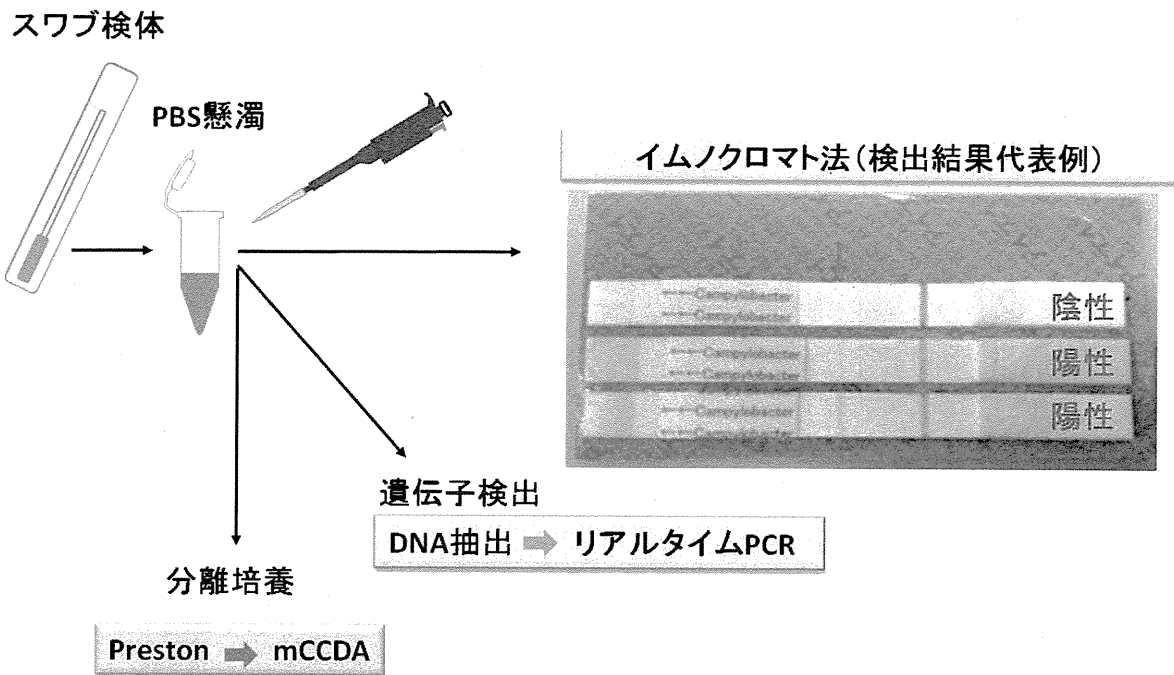 スワブ検体
PBS懸濁
イムノクロマト法(検出結果代表例)
←←Campylobacter
←←Campylobacter
陰性
←←Campylobacter
←←Campylobacter
陽性
←←Campylobacter
←←Campylobacter
陽性
遺伝子検出
DNA抽出 ➡ リアルタイムPCR
分離培養
Preston ➡ mCCDA